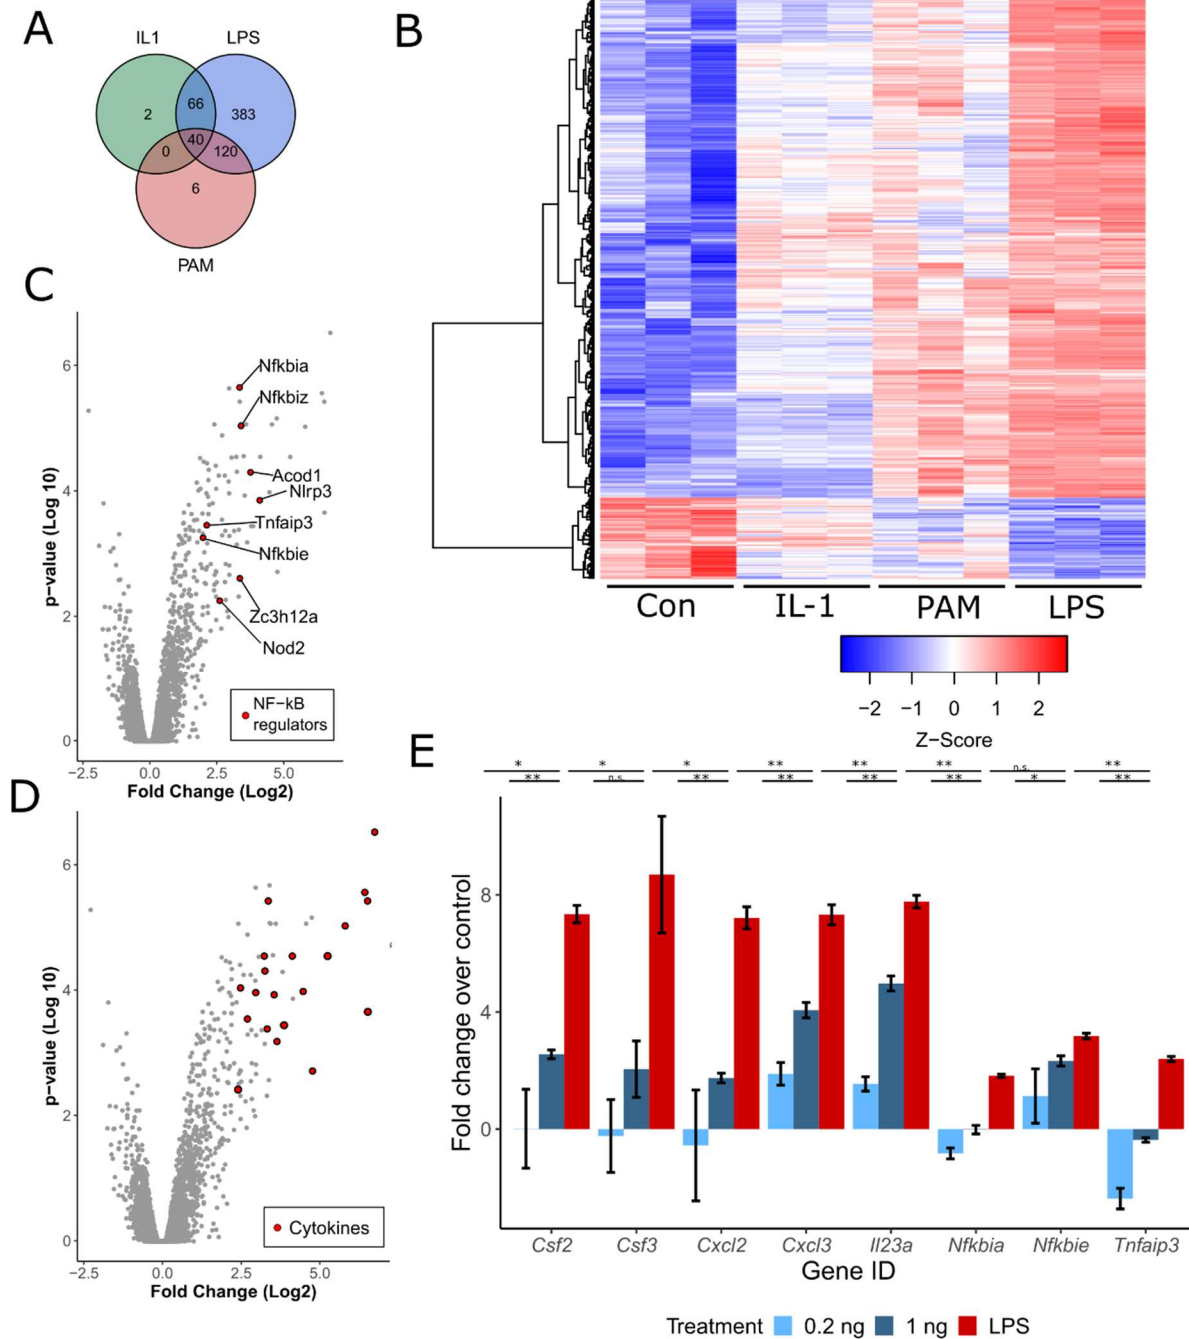 A
IL1
LPS
2
66
383
40
0
120
6
PAM
B
Con
IL-1
PAM
LPS
−2
−1
0
1
2
Z−Score
C
p−value (Log 10)
6
4
2
0
Nfkbia
Nfkbiz
Acod1
Nlrp3
Tnfaip3
Nfkbie
Zc3h12a
Nod2
NF−kB
regulators
−2.5
0.0
2.5
5.0
Fold Change (Log2)
D
p−value (Log 10)
6
4
2
0
Cytokines
−2.5
0.0
2.5
5.0
Fold Change (Log2)
E
* * * ** ** ** n.s. **
** n.s. ** ** ** ** * **
Fold change over control
8
4
0
Csf2 Csf3 Cxcl2 Cxcl3 Il23a Nfkbia Nfkbie Tnfaip3
Gene ID
Treatment 0.2 ng 1 ng LPS